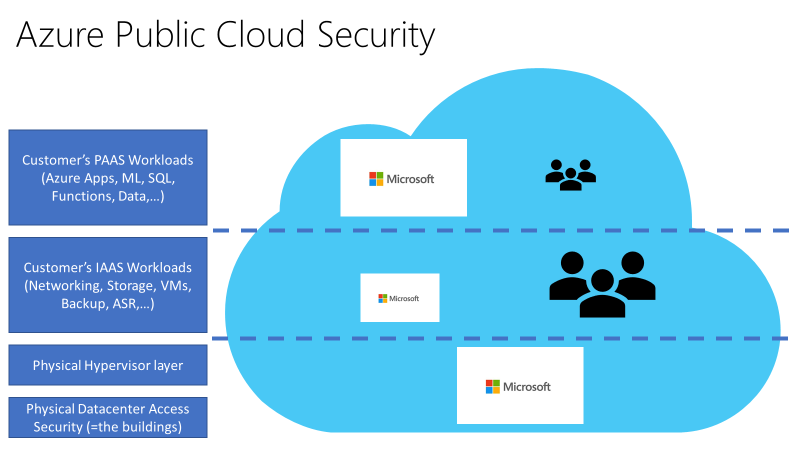 Azure Public Cloud Security
Customer's PAAS Workloads
(Azure Apps, ML, SQL,
Functions, Data,...)
Microsoft
Customer's IAAS Workloads
(Networking, Storage, VMs,
Backup, ASR,...)
Microsoft
Physical Hypervisor layer
Microsoft
Physical Datacenter Access
Security (=the buildings)